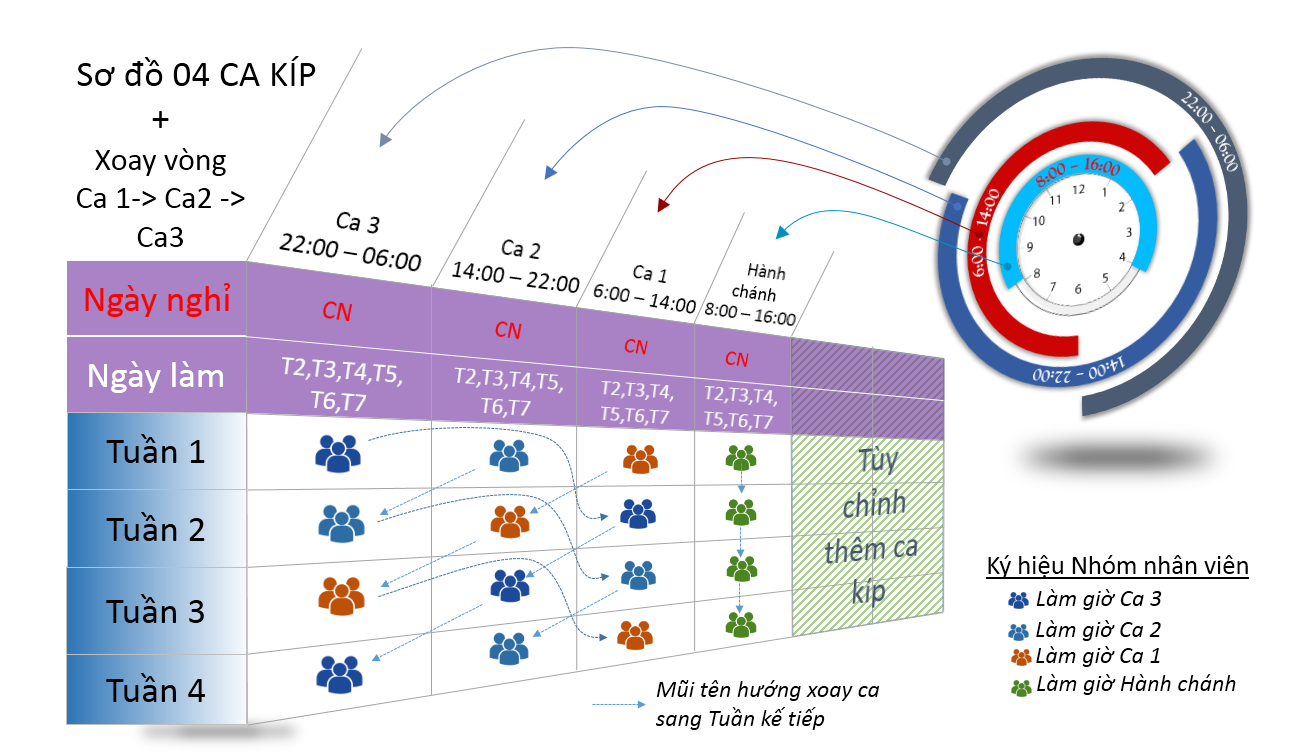 Sơ đồ 04 CA KÍP
+
Xoay vòng
Ca 1-> Ca2 ->
Ca3
Ca 3
22:00 – 06:00
Ca 2
14:00 – 22:00
Ca 1
6:00 – 14:00
Hành
chánh
8:00 – 16:00
Ngày nghỉ
CN
CN
CN
CN
Ngày làm
T2,T3,T4,T5,
T6,T7
T2,T3,T4,T5,
T6,T7
T2,T3,T4,
T5,T6,T7
T2,T3,T4,
T5,T6,T7
Tuần 1
Tuần 2
Tuần 3
Tuần 4
Tùy
chỉnh
thêm ca
kíp
22:00 – 06:00
14:00 – 22:00
6:00 - 14:00
8:00 – 16:00
12
1
2
3
4
5
6
7
8
9
10
11
Ký hiệu Nhóm nhân viên
Làm giờ Ca 3
Làm giờ Ca 2
Làm giờ Ca 1
Làm giờ Hành chánh
Mũi tên hướng xoay ca
sang Tuần kế tiếp